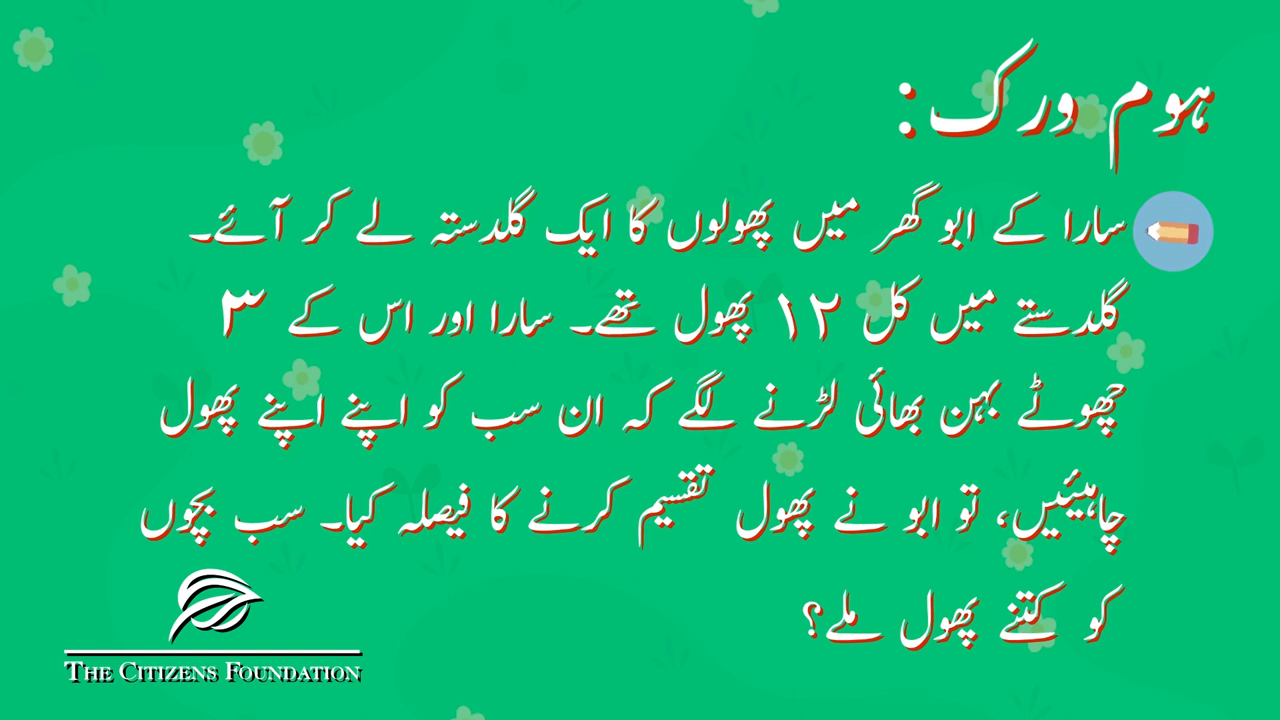 ہوم ورک:
سارا کے ابو گھر میں پھولوں کا ایک گلدستہ لے کر آئے۔
گلدستے میں کل ۱۲ پھول تھے۔ سارا اور اس کے ۳
چھوٹے بہن بھائی لڑنے لگے کہ ان سب کو اپنے اپنے پھول
چاہیئیں، تو ابو نے پھول تقسیم کرنے کا فیصلہ کیا۔ سب بچوں
کو کتنے پھول ملے؟
THE CITIZENS FOUNDATION